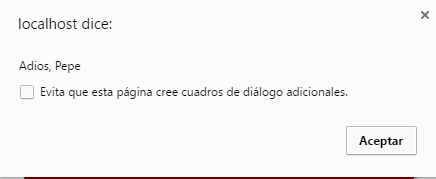 localhost dice:
Adios, Pepe
Evita que esta página cree cuadros de diálogo adicionales.
Aceptar